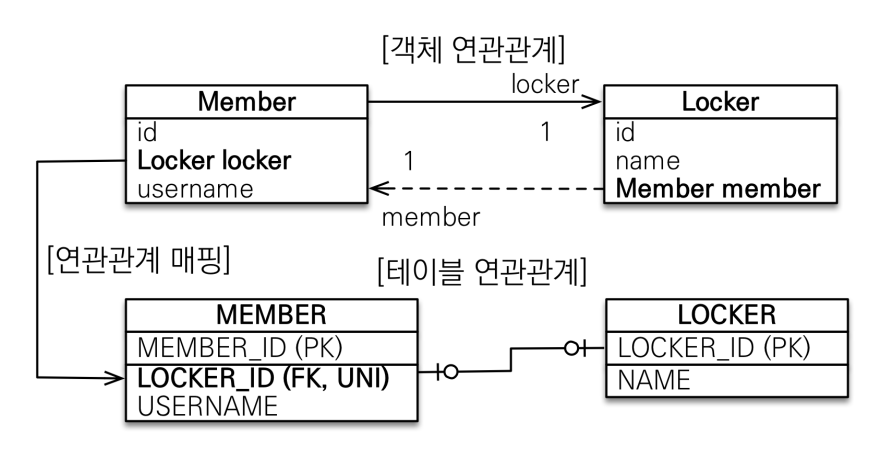 [객체 연관관계]
locker
Member
Locker
id
Locker locker
username
1
1
id
name
Member member
member
[연관관계 매핑]
[테이블 연관관계]
MEMBER
MEMBER_ID (PK)
LOCKER_ID (FK, UNI)
USERNAME
LOCKER
LOCKER_ID (PK)
NAME